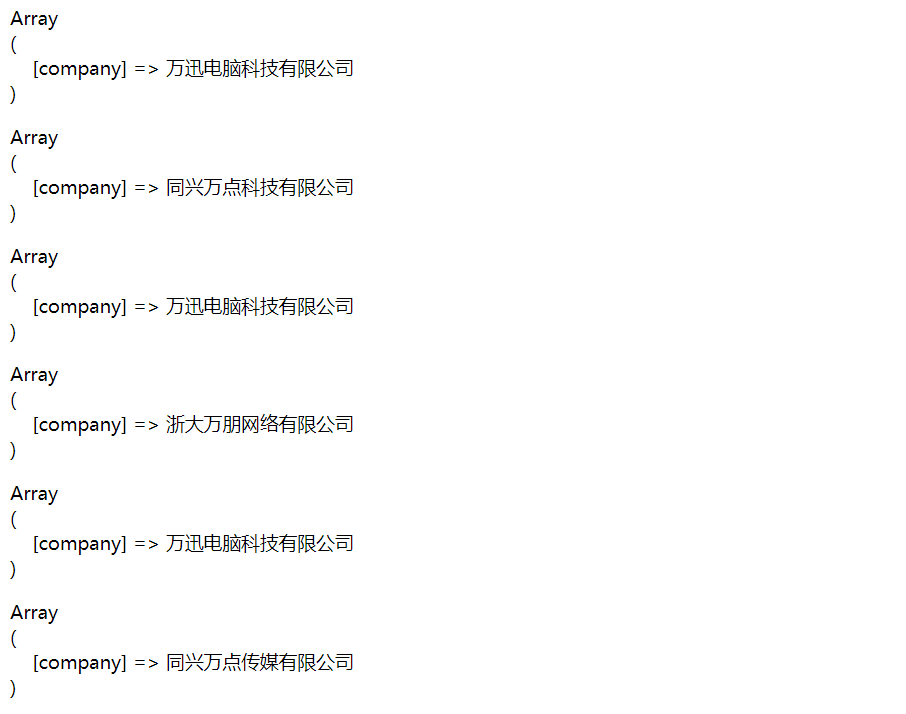 Array
(
    [company] => 万迅电脑科技有限公司
)
Array
(
    [company] => 同兴万点科技有限公司
)
Array
(
    [company] => 万迅电脑科技有限公司
)
Array
(
    [company] => 浙大万朋网络有限公司
)
Array
(
    [company] => 万迅电脑科技有限公司
)
Array
(
    [company] => 同兴万点传媒有限公司
)